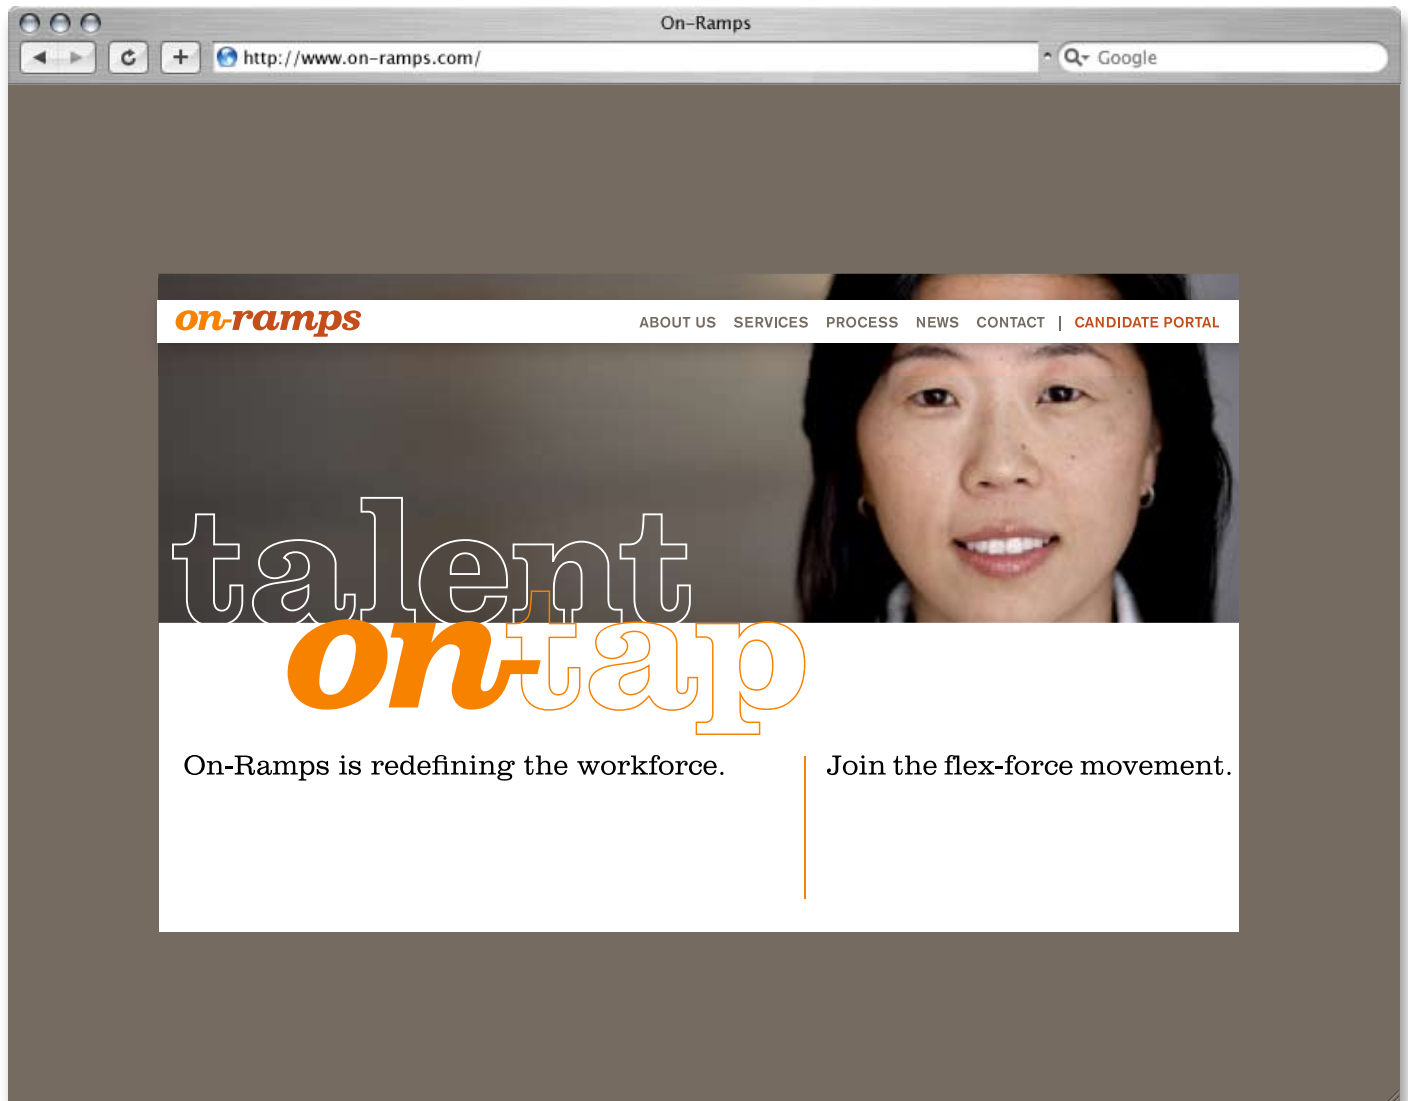 On-Ramps
http://www.on-ramps.com/
Google
on-ramps
ABOUT US SERVICES PROCESS NEWS CONTACT | CANDIDATE PORTAL
talent
on-tap
On-Ramps is redefining the workforce.
Join the flex-force movement.